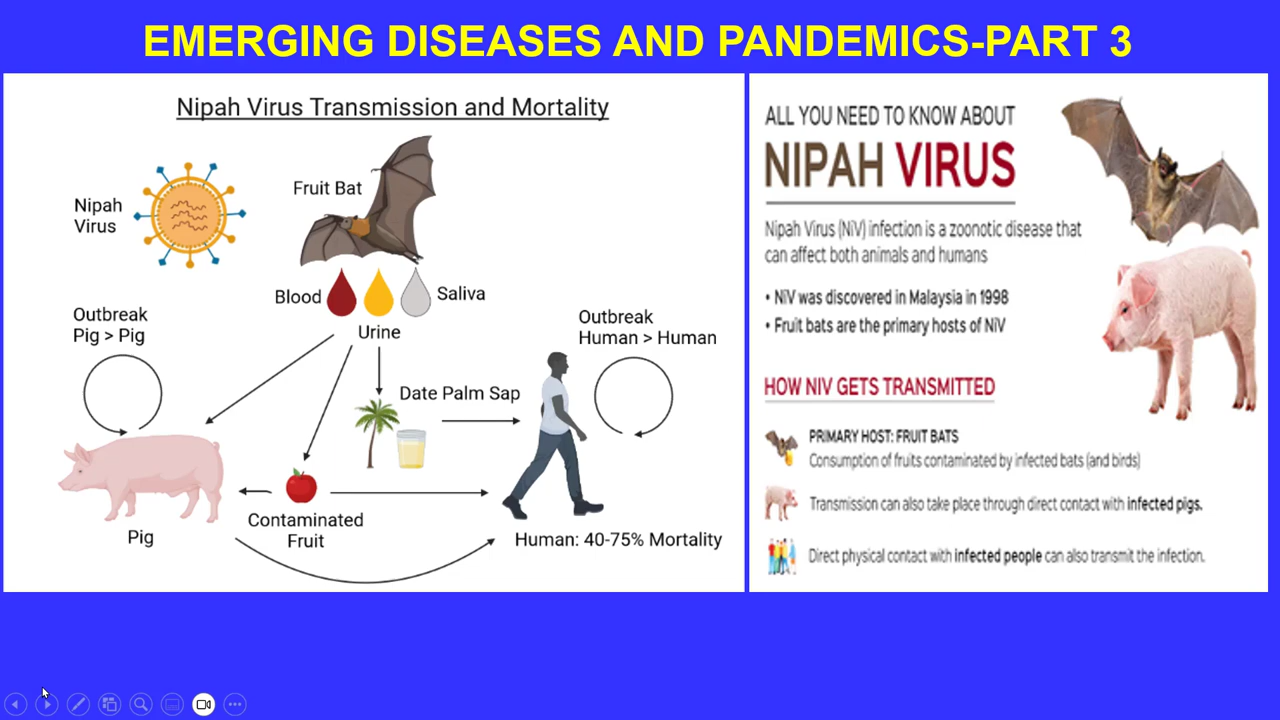 EMERGING DISEASES AND PANDEMICS-PART 3
Nipah Virus Transmission and Mortality
Nipah
Virus
Fruit Bat
Blood
Saliva
Urine
Outbreak
Pig > Pig
Outbreak
Human > Human
Date Palm Sap
Contaminated
Fruit
Pig
Human: 40-75% Mortality
ALL YOU NEED TO KNOW ABOUT
NIPAH VIRUS
Nipah Virus (NiV) infection is a zoonotic disease that
can affect both animals and humans
• NiV was discovered in Malaysia in 1998
• Fruit bats are the primary hosts of NiV
HOW NIV GETS TRANSMITTED
PRIMARY HOST: FRUIT BATS
Consumption of fruits contaminated by infected bats (and birds)
Transmission can also take place through direct contact with infected pigs.
Direct physical contact with infected people can also transmit the infection.